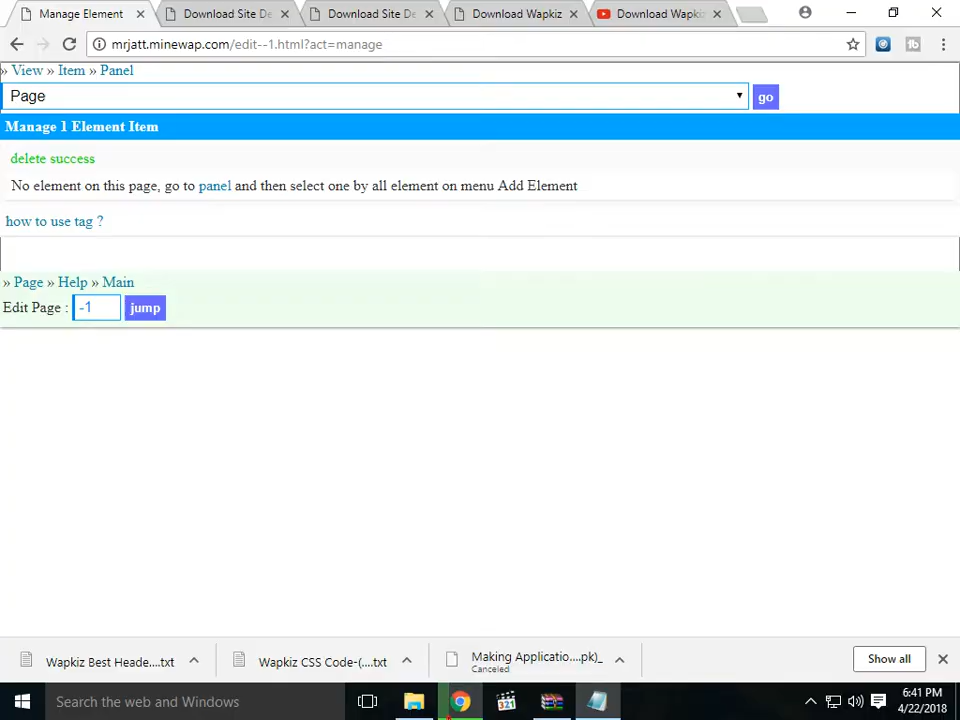 Manage Element
Download Site De
Download Site De
Download Wapkiz
Download Wapki
mrjatt.minewap.com/edit--1.html?act=manage
» View » Item » Panel
Page
go
Manage 1 Element Item
delete success
No element on this page, go to panel and then select one by all element on menu Add Element
how to use tag ?
» Page » Help » Main
Edit Page : -1 jump
Wapkiz Best Heade....txt
Wapkiz CSS Code-(....txt
Making Applicatio....pk)_
Canceled
Show all
Search the web and Windows
321
6:41 PM
4/22/2018